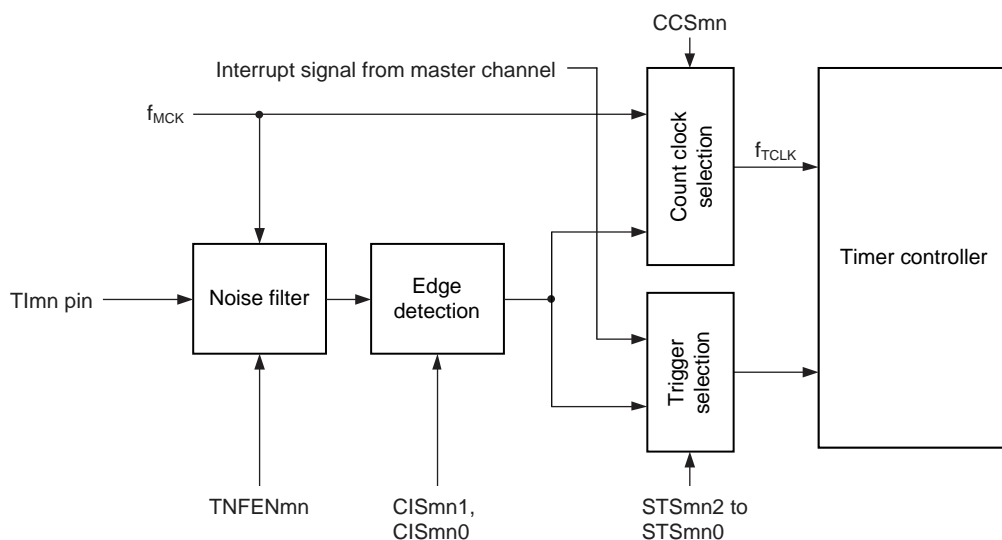 CCSmn
Interrupt signal from master channel
fMCK
Count clock
selection
fTCLK
Timer controller
TImn pin
Noise filter
Edge
detection
Trigger
selection
TNFENmn
CISmn1,
CISmn0
STSmn2 to
STSmn0